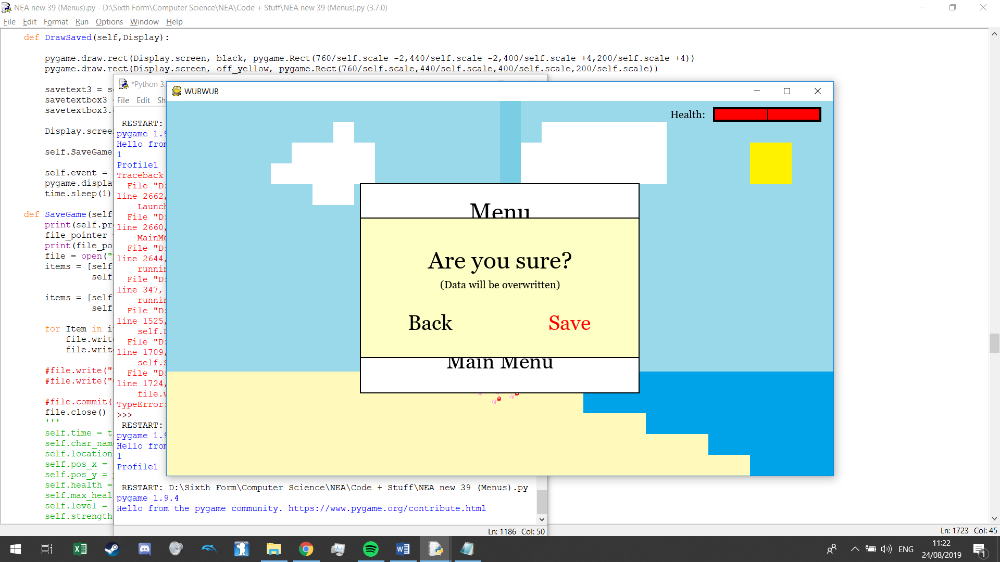 NEA new 39 (Menus).py - D:\Sixth Form\Computer Science\NEA\Code + Stuff\NEA new 39 (Menus).py (3.7.0)
File Edit Format Run Options Window Help
def DrawSaved(self,Display):
pygame.draw.rect(Display.screen, black, pygame.Rect(760/self.scale -2,440/self.scale -2,400/self.scale +4,200/self.scale +4))
pygame.draw.rect(Display.screen, off_yellow, pygame.Rect(760/self.scale,440/self.scale,400/self.scale,200/self.scale))
savetext3 = s
savetextbox3
savetextbox3.
Display.scree
self.SaveGame
self.event =
pygame.displa
time.sleep(1)
def SaveGame(self
print(self.pr
file_pointer
print(file_po
file = open("
items = [self
self
items = [self
self
for Item in i
file.writ
file.writ
#file.write("
#file.write("
#file.commit(
file.close()
'''
self.time = t
self.char_nam
self.location
self.pos_x =
self.pos_y =
self.health =
self.max_heal
self.level =
self.strength
*Python 3.
File Edit Sh
RESTART:
pygame 1.9
Hello from
1
Profile1
Traceback
File "D:
line 2662,
Launch
File "D:
line 2660,
MainMe
File "D:
line 2644,
runnin
File "D:
line 347,
runnin
File "D:
line 1525,
self.D
File "D:
line 1709,
self.S
File "D:
line 1724,
file.w
TypeError:
>>>
RESTART:
pygame 1.9
Hello from
1
Profile1
RESTART: D:\Sixth Form\Computer Science\NEA\Code + Stuff\NEA new 39 (Menus).py
pygame 1.9.4
Hello from the pygame community. https://www.pygame.org/contribute.html
Ln: 1186 Col: 50
WUBWUB
Health:
Menu
Are you sure?
(Data will be overwritten)
Back Save
Main Menu
Ln: 1723 Col: 45
ENG
11:22
24/08/2019
1